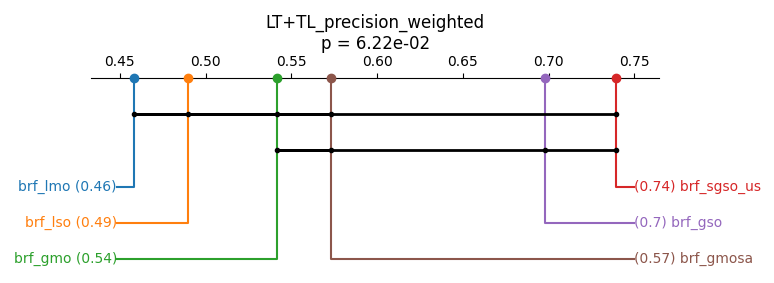 LT+TL_precision_weighted
p = 6.22e-02
0.45 0.50 0.55 0.60 0.65 0.70 0.75
brf_lmo (0.46) (0.74) brf_sgso_us
brf_lso (0.49) (0.7) brf_gso
brf_gmo (0.54) (0.57) brf_gmosa